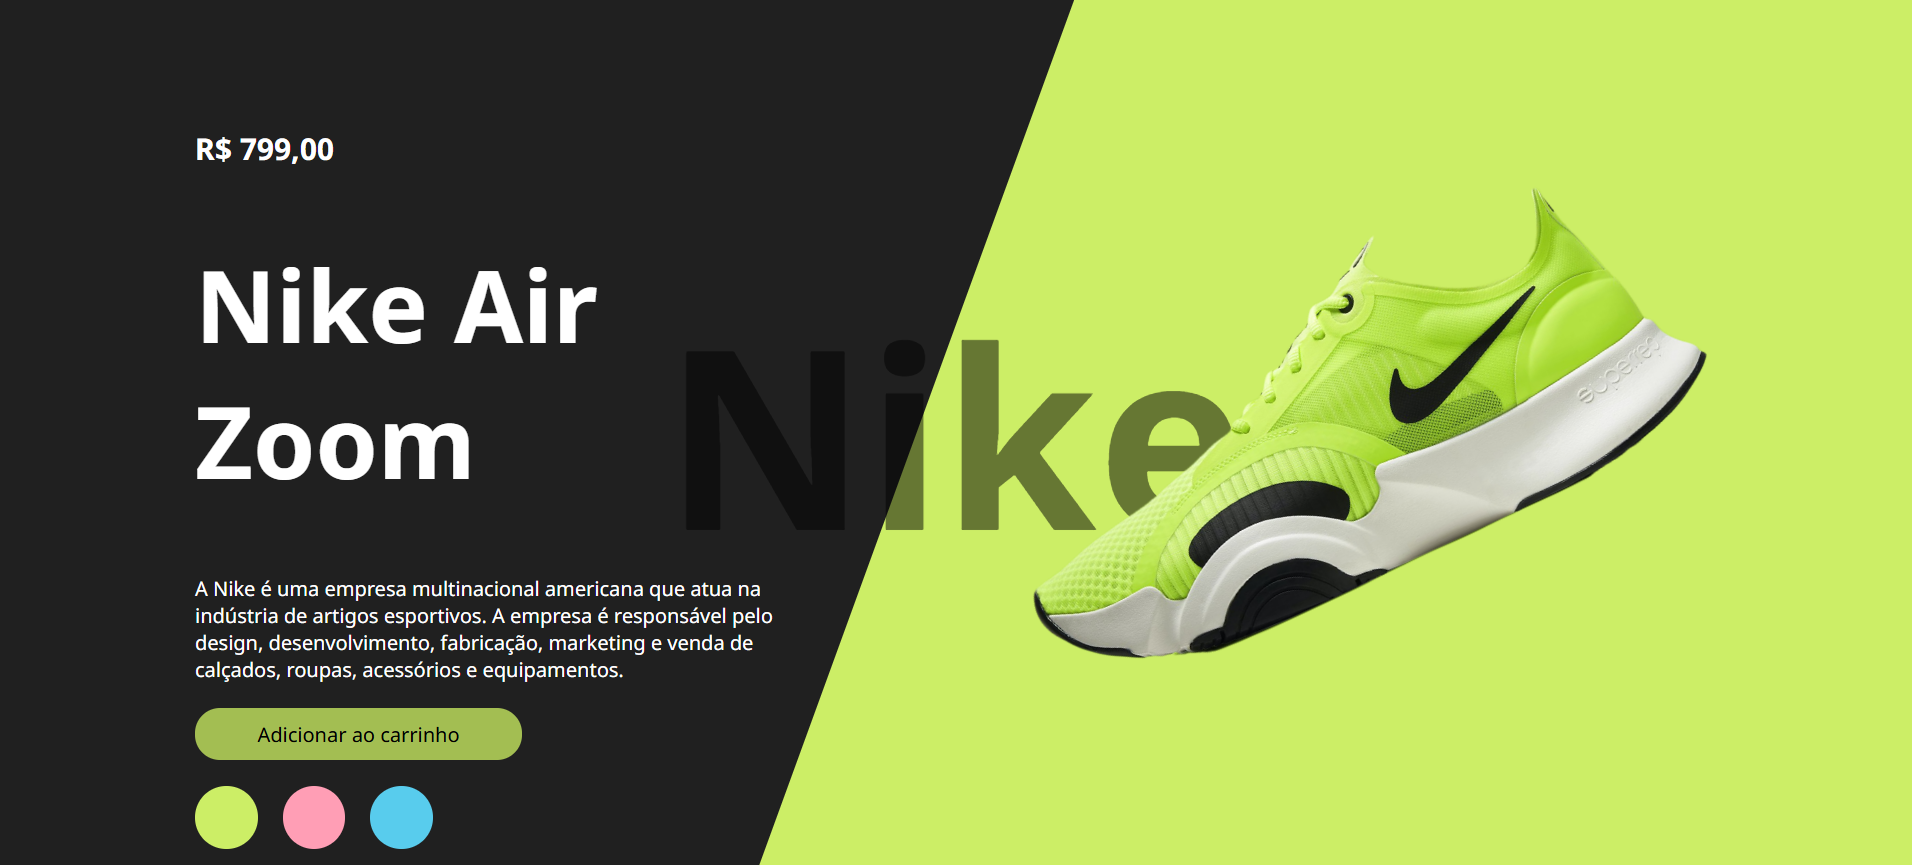 R$ 799,00
Nike Air
Zoom
Nike
A Nike é uma empresa multinacional americana que atua na
indústria de artigos esportivos. A empresa é responsável pelo
design, desenvolvimento, fabricação, marketing e venda de
calçados, roupas, acessórios e equipamentos.
Adicionar ao carrinho
superrep